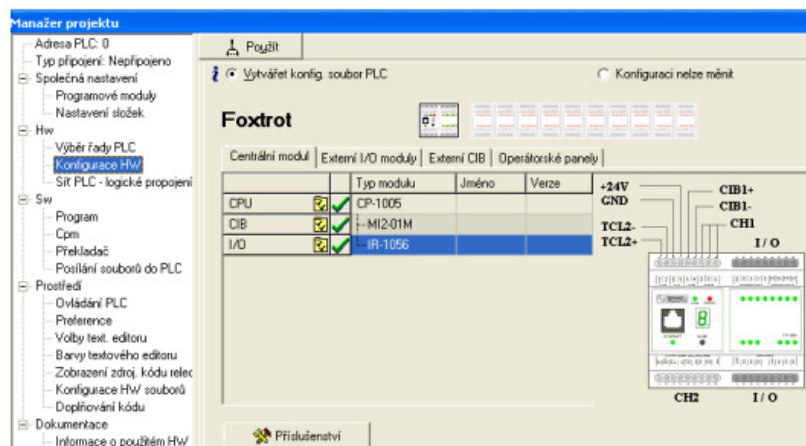 Manažer projektu
Adresa PLC: 0
Typ připojení: Nepřipojeno
Společná nastavení
Programové moduly
Nastavení složek
Hw
Výběr řady PLC
Konfigurace HW
Síť PLC - logické propojení
Sw
Program
Cpm
Překladač
Posílání souborů do PLC
Prostředí
Ovládání PLC
Preference
Volby text. editoru
Barvy textového editoru
Zobrazení zdroj. kódu relec
Konfigurace HW souborů
Doplňování kódu
Dokumentace
Informace o použitém HW
Použít
Vytvářet konfig. soubor PLC
Konfiguraci nelze měnit
Foxtrot
Centrální modul Externí I/O moduly Externí CIB Operátorské panely
Typ modulu Jméno Verze
CPU CP-1005
CIB MI2-01M
I/O IR-1056
+24V
GND
TCL2-
TCL2+
CIB1+
CIB1-
CH1
I / O
8
CH2 I / O
Příslušenství